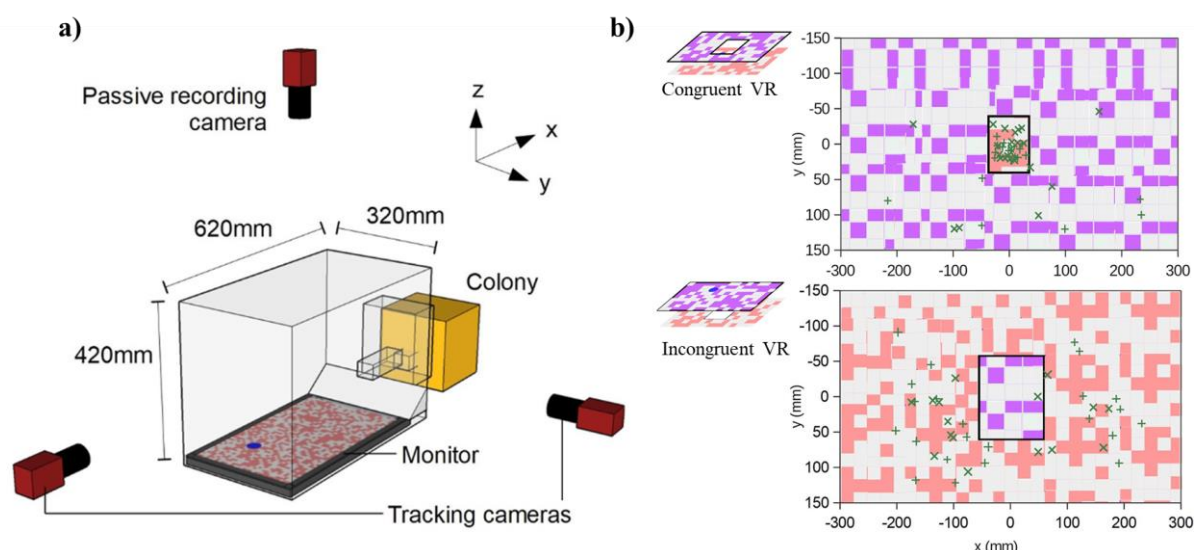 a)
Passive recording
camera
z
x
y
620mm
320mm
Colony
420mm
Monitor
Tracking cameras
b)
Congruent VR
y (mm)
-150
-100
-50
0
50
100
150
-300 -200 -100 0 100 200 300
Incongruent VR
y (mm)
-150
-100
-50
0
50
100
150
-300 -200 -100 0 100 200 300
x (mm)